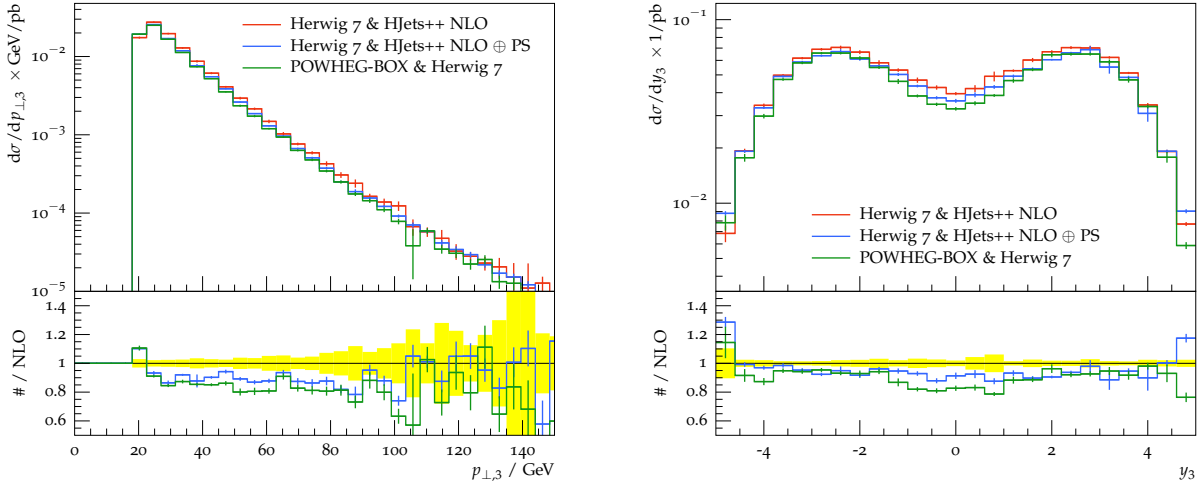 Herwig 7 & HJets++ NLO
Herwig 7 & HJets++ NLO ⊕ PS
POWHEG-BOX & Herwig 7
10⁻²
10⁻³
10⁻⁴
10⁻⁵
dσ/dp⊥,3 × GeV/pb
1.4
1.2
1
0.8
0.6
# / NLO
0 20 40 60 80 100 120 140
p⊥,3 / GeV
10⁻¹
10⁻²
dσ/dy₃ × 1/pb
Herwig 7 & HJets++ NLO
Herwig 7 & HJets++ NLO ⊕ PS
POWHEG-BOX & Herwig 7
1.4
1.2
1
0.8
0.6
# / NLO
-4 -2 0 2 4
y₃